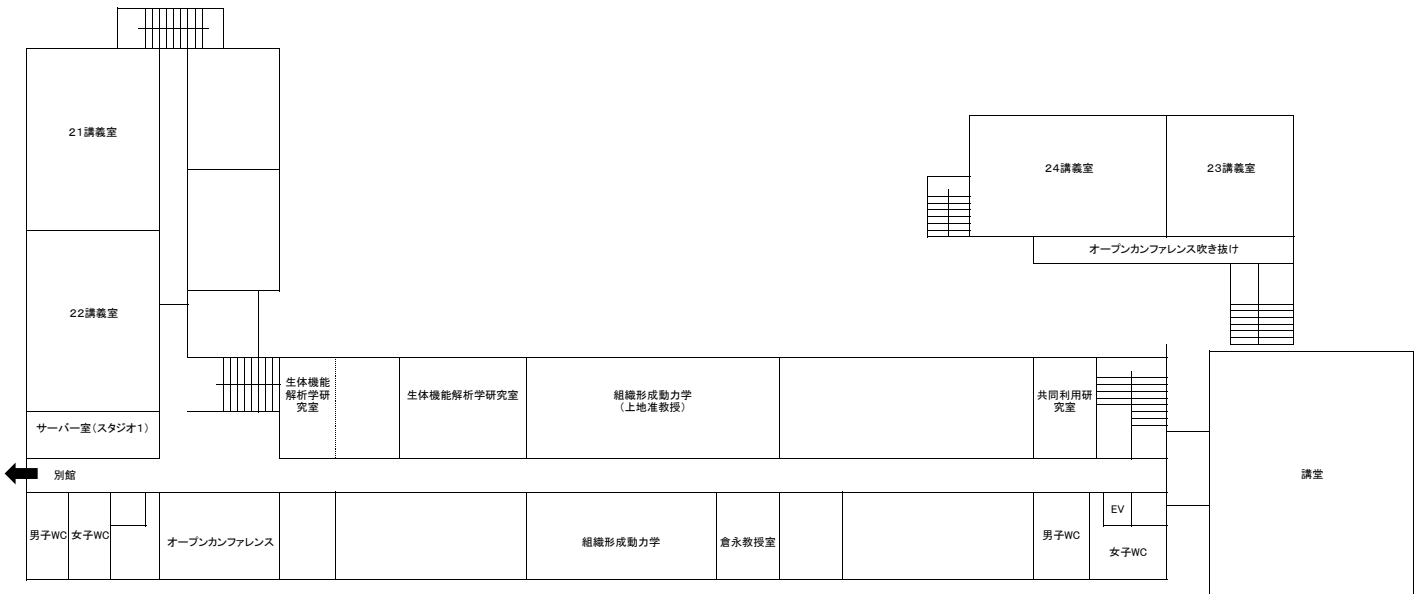 21講義室
24講義室
23講義室
オープンカンファレンス吹き抜け
22講義室
生体機能
解析学研
究室
生体機能解析学研究室
組織形成動力学
(上地准教授)
共同利用研
究室
サーバー室(スタジオ1)
別館
講堂
男子WC
女子WC
オープンカンファレンス
組織形成動力学
倉永教授室
男子WC
EV
女子WC